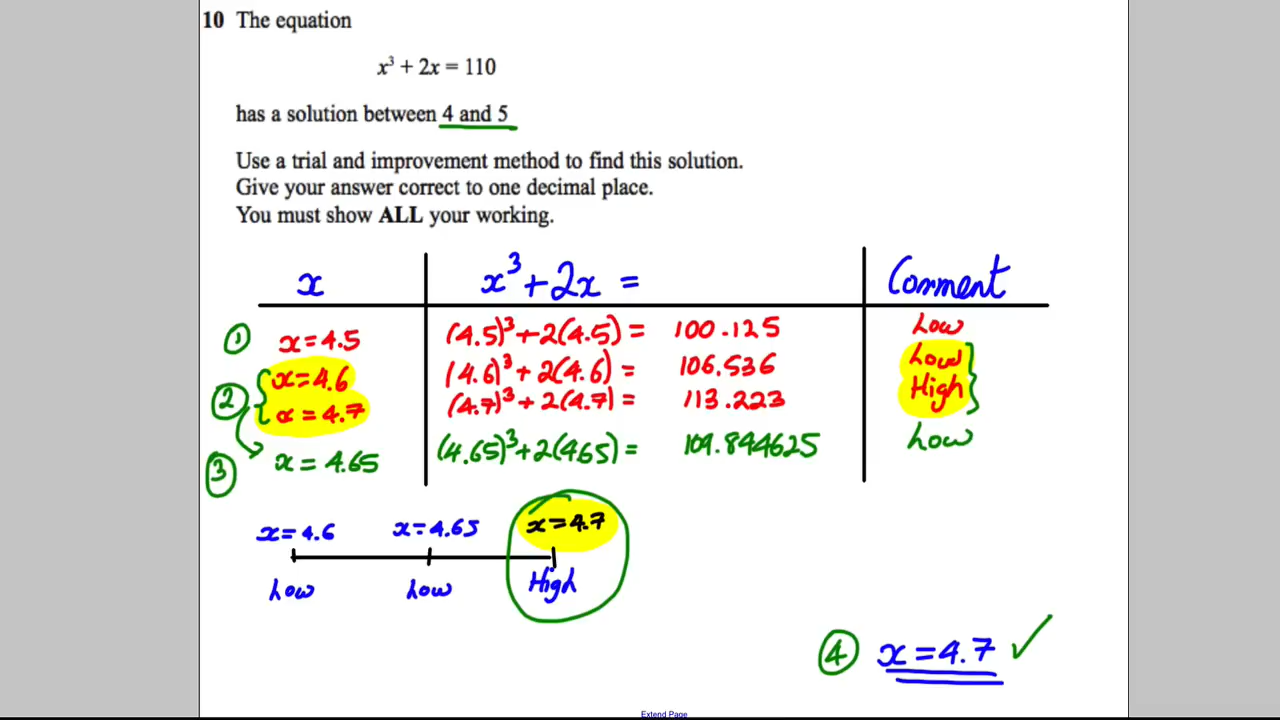 10 The equation
x³ + 2x = 110
has a solution between 4 and 5
Use a trial and improvement method to find this solution.
Give your answer correct to one decimal place.
You must show ALL your working.
x x³+2x = Comment
① x=4.5 (4.5)³+2(4.5)= 100.125 Low
② x=4.6 (4.6)³+2(4.6)= 106.536 Low
x=4.7 (4.7)³+2(4.7)= 113.223 High
③ x=4.65 (4.65)³+2(465)= 109.844625 Low
x=4.6 x=4.65 x=4.7
Low Low High
④ x=4.7 ✓
Extend Page